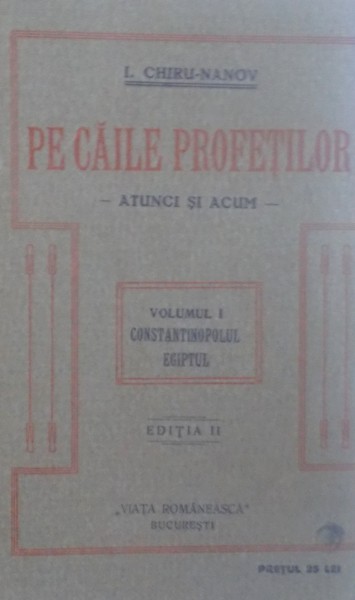 I. CHIRU-NANOV
PE CĂILE PROFEȚILOR
— ATUNCI ȘI ACUM —
VOLUMUL I
CONSTANTINOPOLUL
EGIPTUL
EDIȚIA II
„VIAȚA ROMÂNEASCĂ"
BUCUREȘTI
PREȚUL 25 LEI